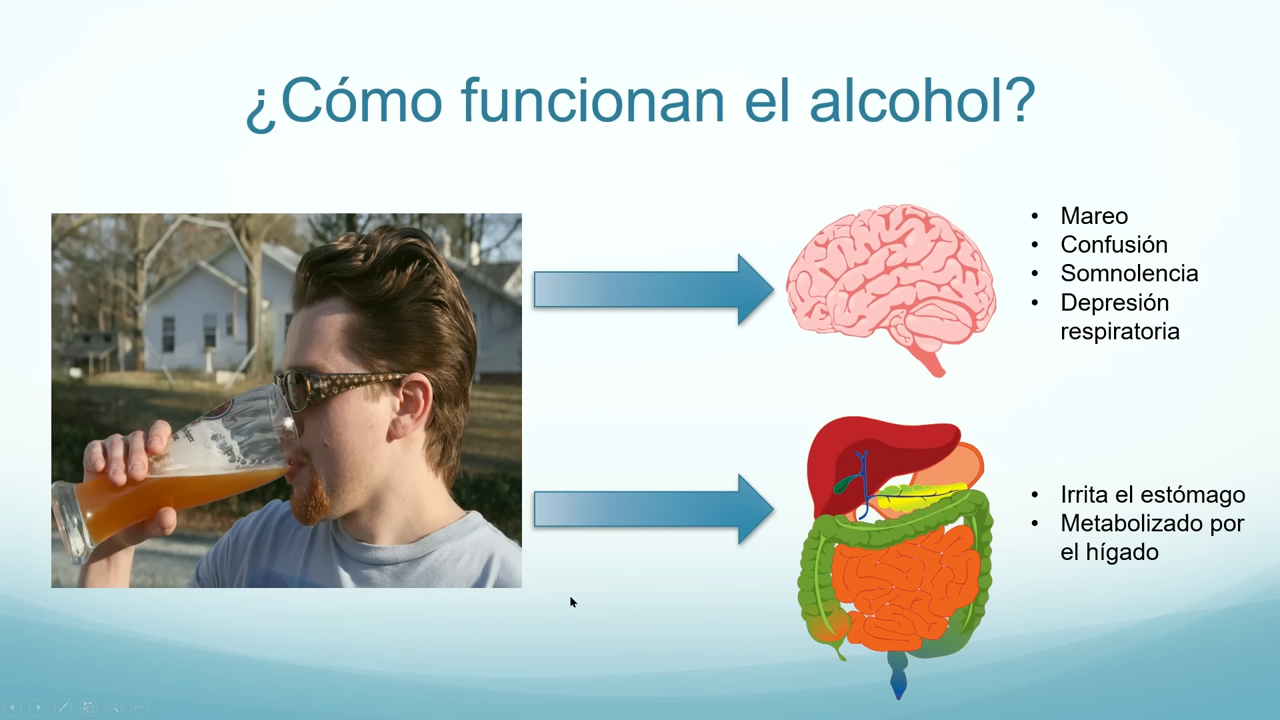 ¿Cómo funcionan el alcohol?
• Mareo
• Confusión
• Somnolencia
• Depresión
respiratoria
• Irrita el estómago
• Metabolizado por
el hígado